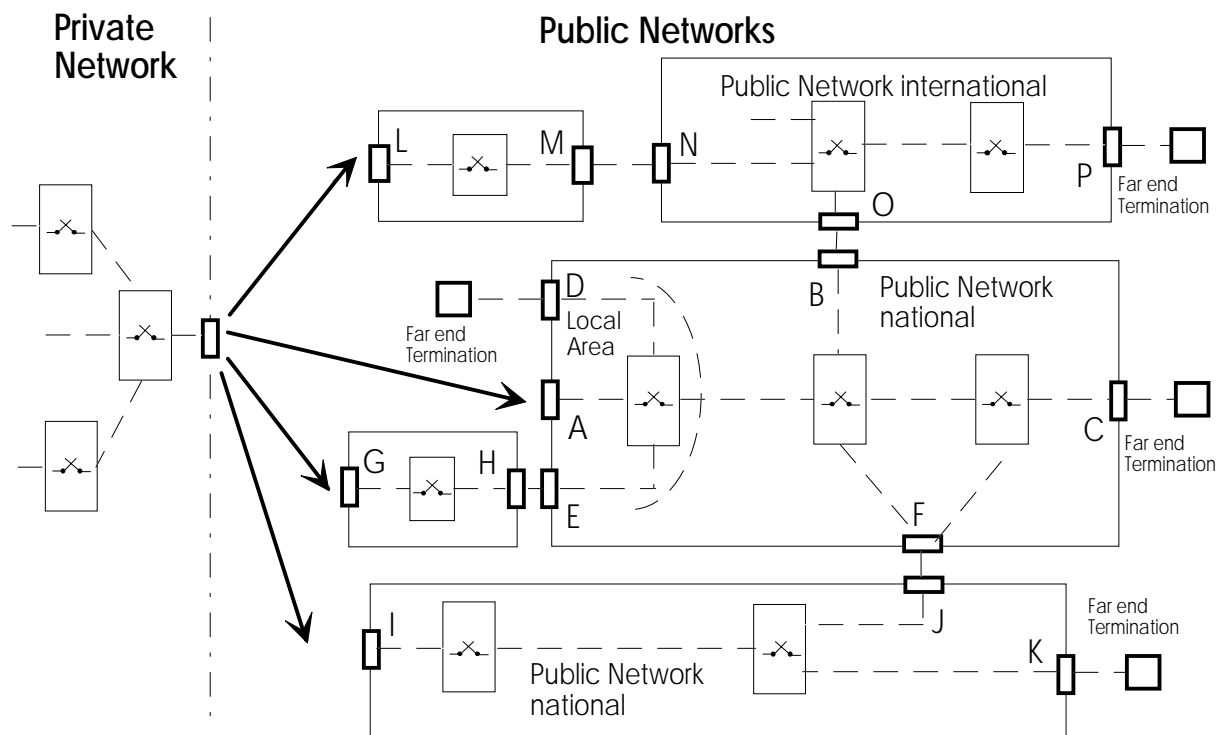 Private
Network
Public Networks
Public Network international
L
M
N
P
Far end
Termination
O
D
Local
Area
Far end
Termination
B
Public Network
national
A
C
Far end
Termination
G
H
E
F
I
J
K
Far end
Termination
Public Network
national